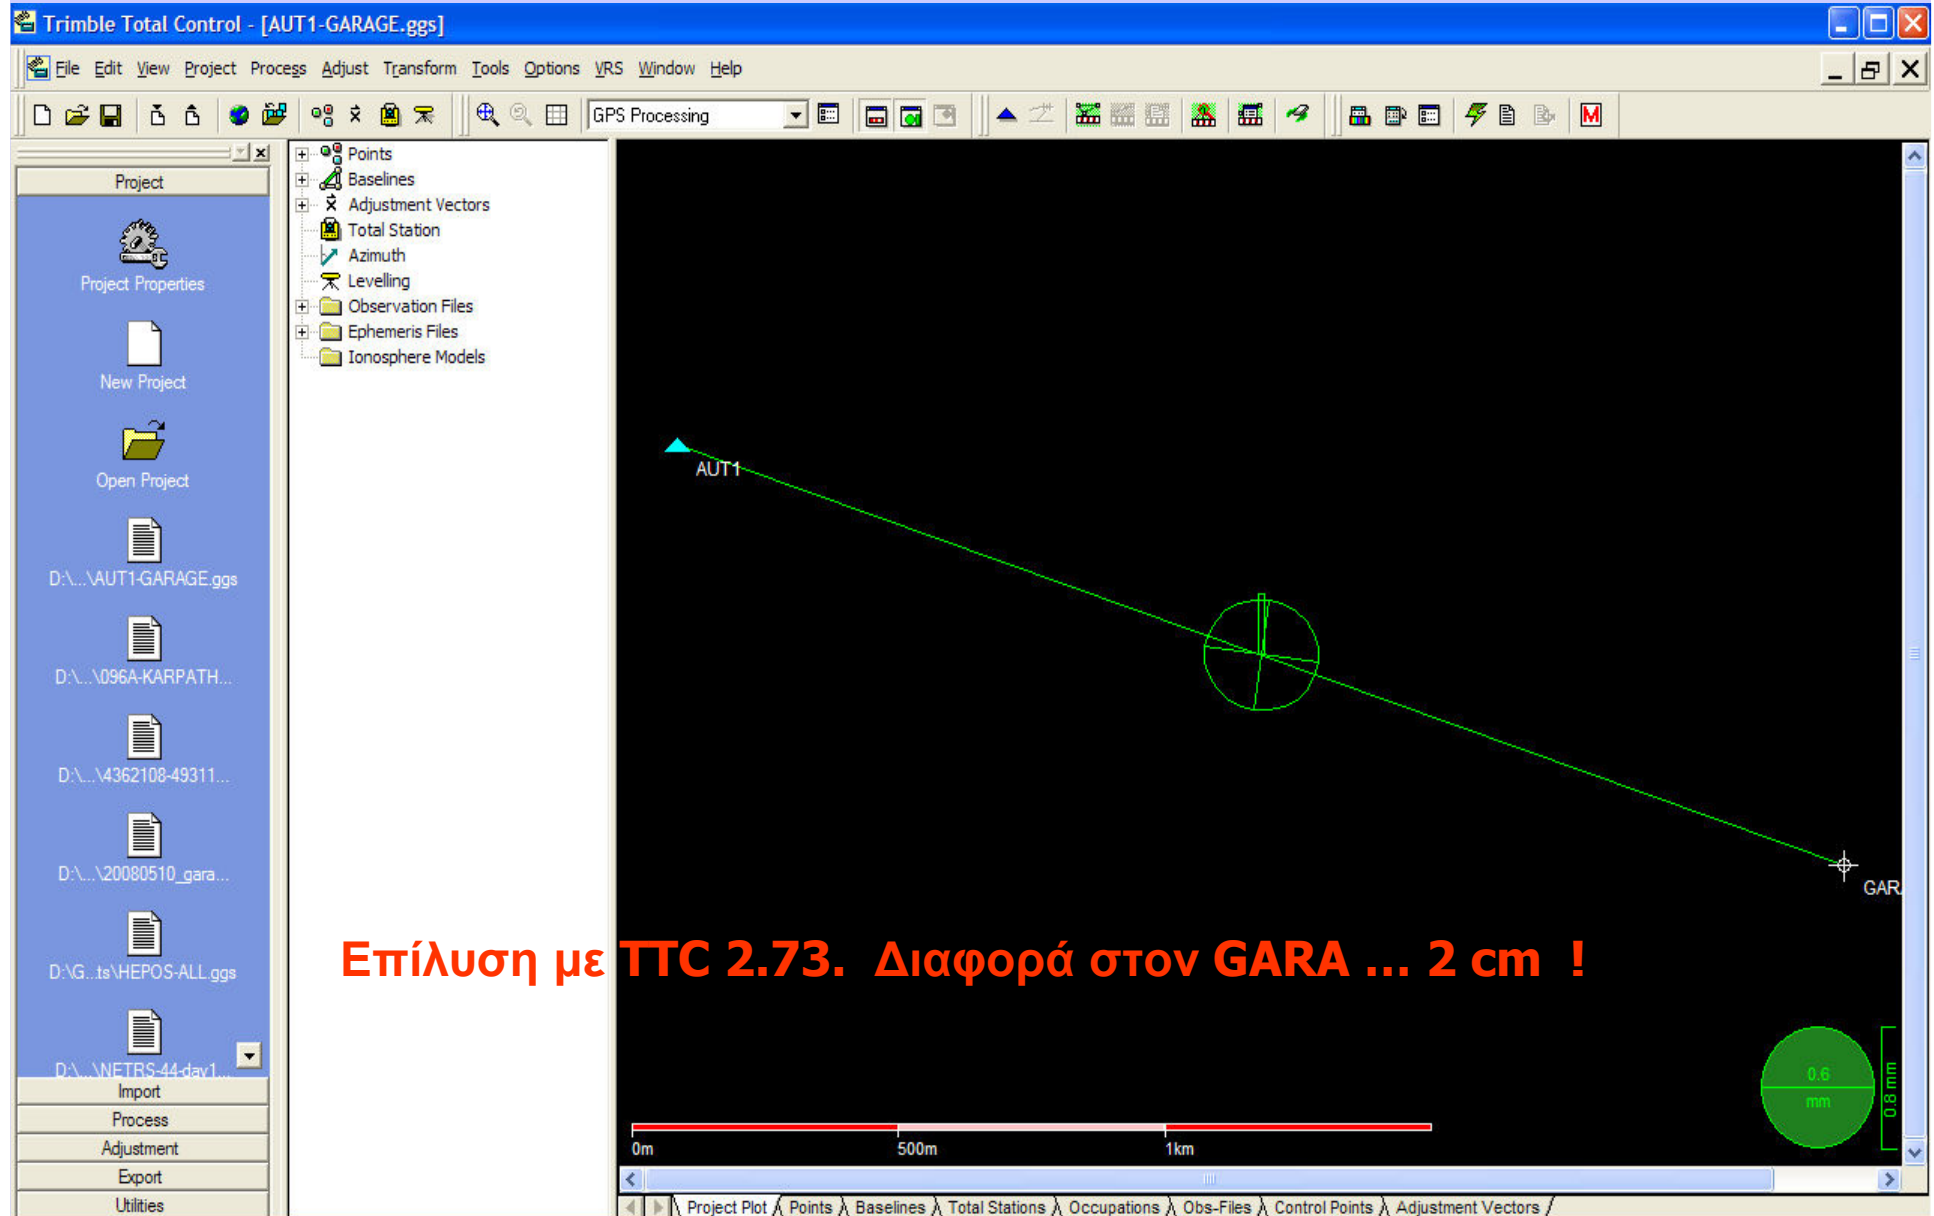 Trimble Total Control - [AUT1-GARAGE.ggs]
File Edit View Project Process Adjust Transform Tools Options VRS Window Help
GPS Processing
M
Project
Project Properties
New Project
Open Project
D:\...\AUT1-GARAGE.ggs
D:\...\096A-KARPATH...
D:\...\4362108-49311...
D:\...\20080510_gara...
D:\G...ts\HEPOS-ALL.ggs
D:\...\NETRS-44-day1...
Import
Process
Adjustment
Export
Utilities
Points
Baselines
Adjustment Vectors
Total Station
Azimuth
Levelling
Observation Files
Ephemeris Files
Ionosphere Models
AUT1
GARA
Επίλυση με TTC 2.73. Διαφορά στον GARA ... 2 cm !
0.6
mm
0.8 mm
0m 500m 1km
Project Plot Points Baselines Total Stations Occupations Obs-Files Control Points Adjustment Vectors